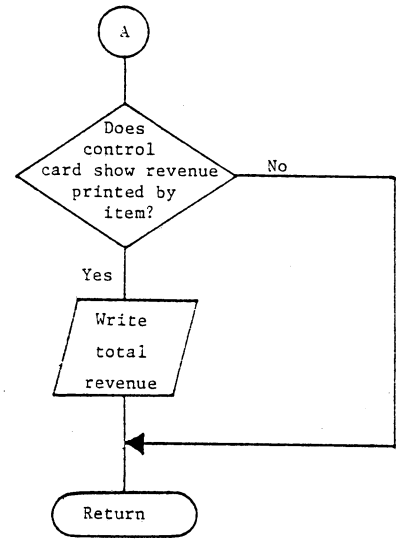 A
Does
control
card show revenue
printed by
item?
No
Yes
Write
total
revenue
Return